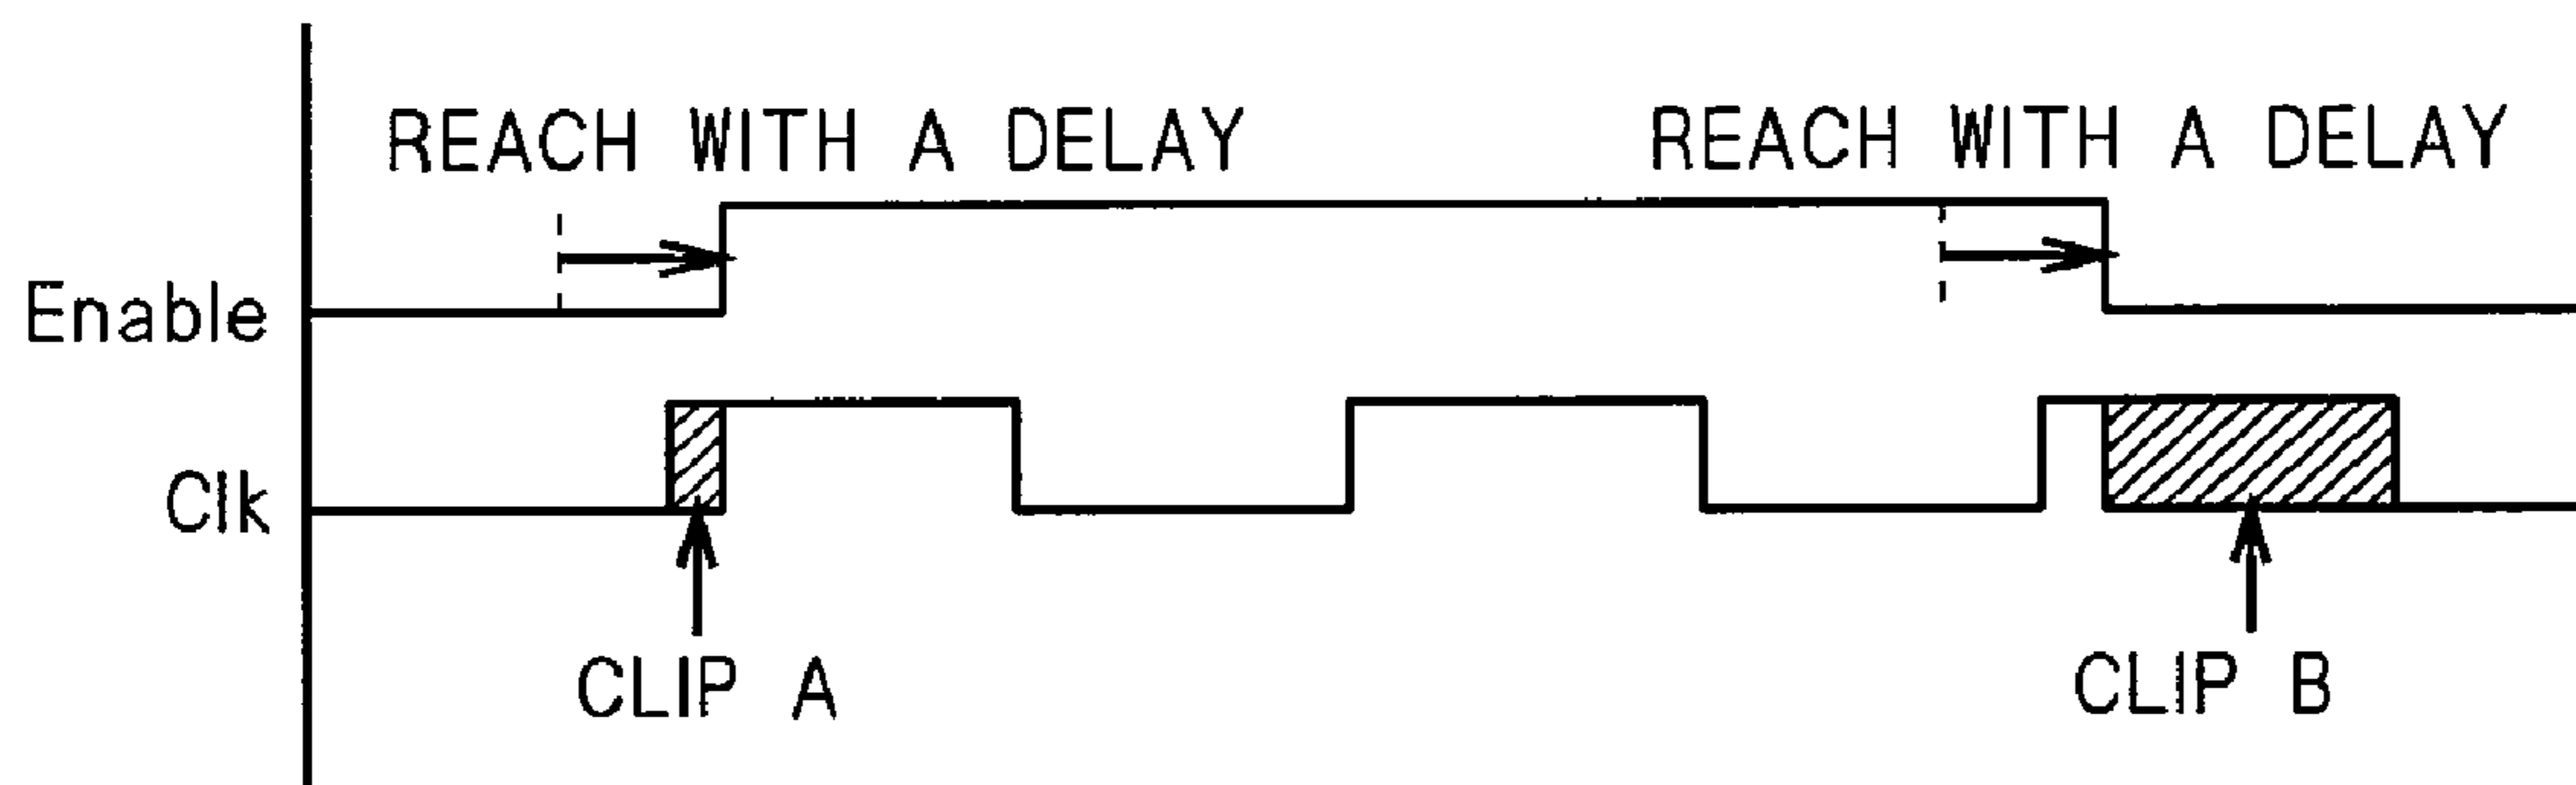 REACH WITH A DELAY
REACH WITH A DELAY
Enable
Clk
CLIP A
CLIP B